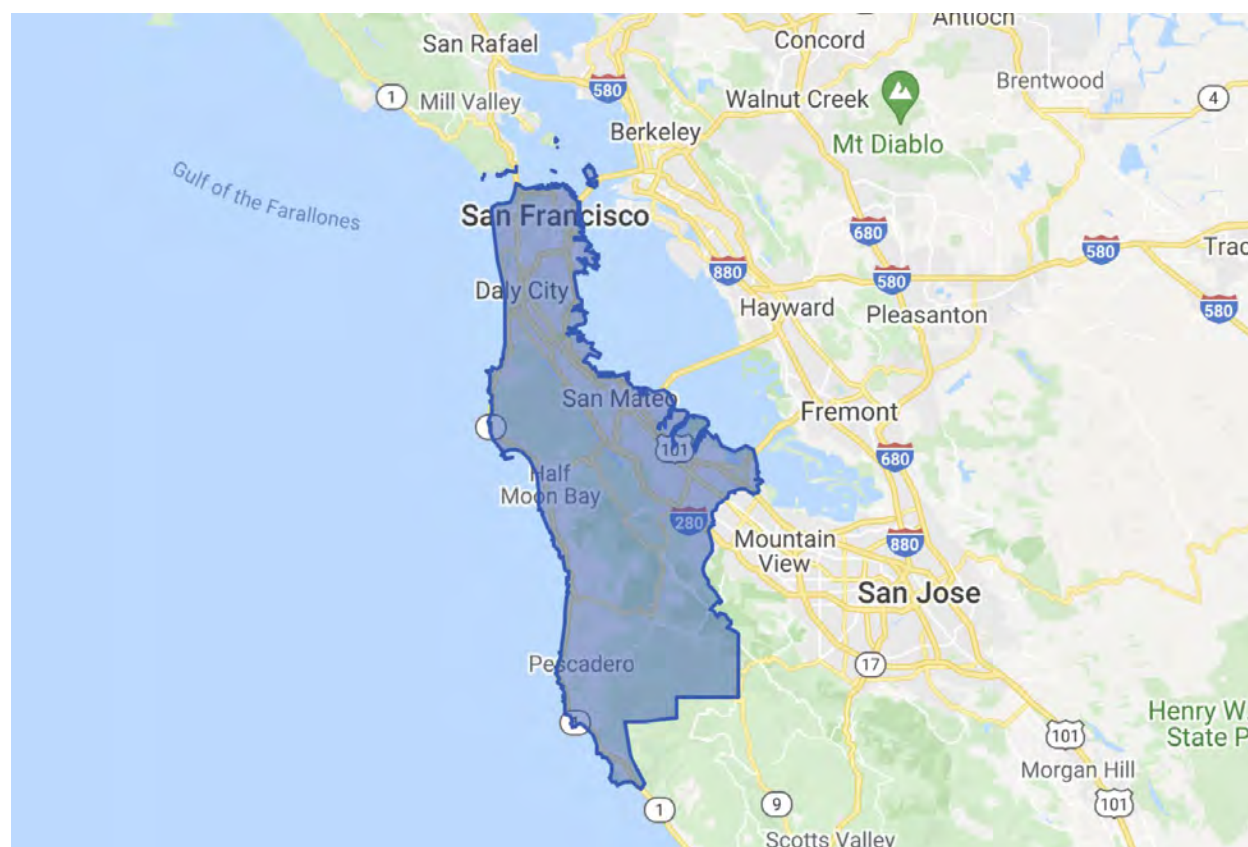 Antioch
San Rafael
Concord
580
Brentwood
1
Mill Valley
Walnut Creek
4
Berkeley
Mt Diablo
Gulf of the Farallones
San Francisco
680
580
Trac
880
580
Daly City
Hayward
Pleasanton
580
San Mateo
Fremont
101
680
Half
Moon Bay
280
Mountain
View
880
San Jose
Pescadero
17
Henry W.
State P
101
Morgan Hill
1
9
101
Scotts Valley